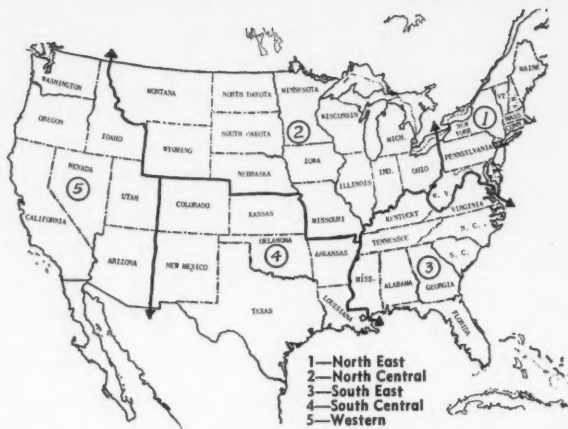 WASHINGTON
MONTANA
NORTH DAKOTA
MINNESOTA
MAINE
OREGON
IDAHO
WYOMING
SOUTH DAKOTA
2
WISCONSIN
MICH.
NEW YORK
1
VT.
MASS.
CONN.
NEVADA
5
UTAH
COLORADO
NEBRASKA
IOWA
ILLINOIS
IND.
OHIO
PENNSYLVANIA
CALIFORNIA
KANSAS
MISSOURI
KENTUCKY
W. V.
VIRGINIA
ARIZONA
NEW MEXICO
OKLAHOMA
4
ARKANSAS
TENNESSEE
N. C.
S. C.
TEXAS
LOUISIANA
MISS.
ALABAMA
3
GEORGIA
FLORIDA
1—North East
2—North Central
3—South East
4—South Central
5—Western